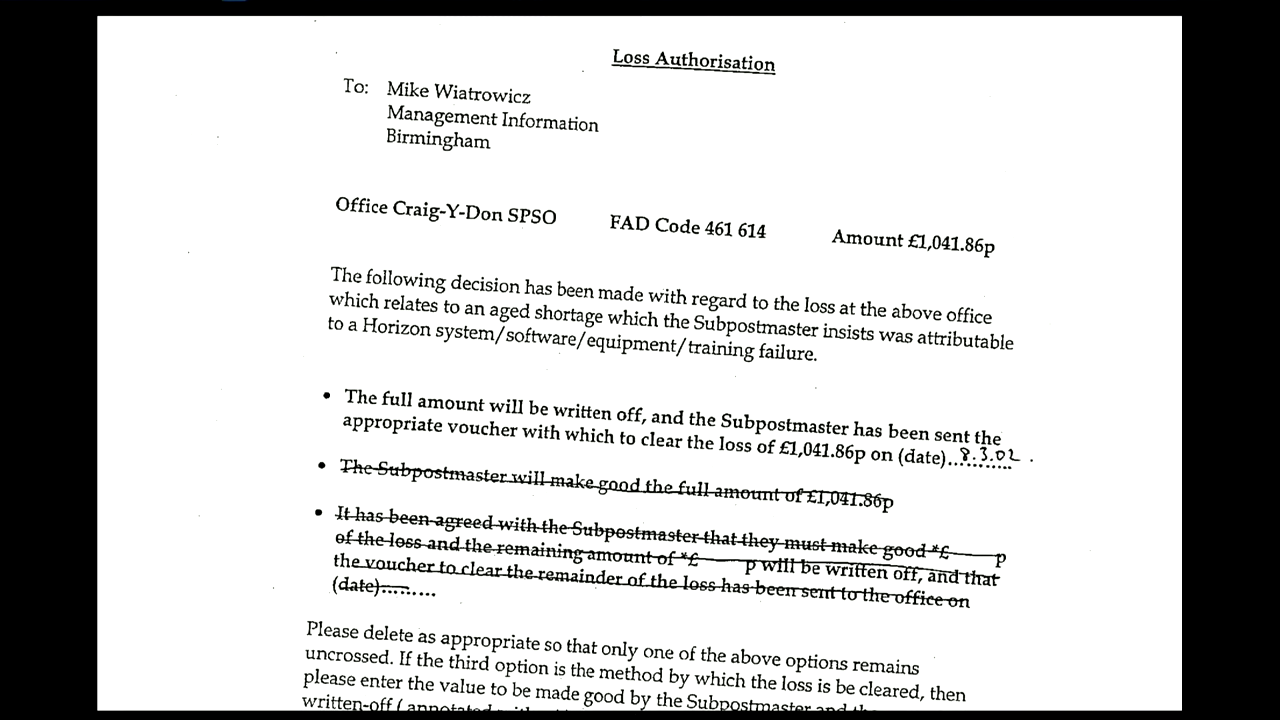 Loss Authorisation
To: Mike Wiatrowicz
Management Information
Birmingham
Office Craig-Y-Don SPSO FAD Code 461 614 Amount £1,041.86p
The following decision has been made with regard to the loss at the above office
which relates to an aged shortage which the Subpostmaster insists was attributable
to a Horizon system/software/equipment/training failure.
• The full amount will be written off, and the Subpostmaster has been sent the
appropriate voucher with which to clear the loss of £1,041.86p on (date)...8.3.02.
• The Subpostmaster will make good the full amount of £1,041.86p
• It has been agreed with the Subpostmaster that they must make good *£ p
of the loss and the remaining amount of *£ p will be written off, and that
the voucher to clear the remainder of the loss has been sent to the office on
(date).........
Please delete as appropriate so that only one of the above options remains
uncrossed. If the third option is the method by which the loss is be cleared, then
please enter the value to be made good by the Subpostmaster and the
written-off (annotated